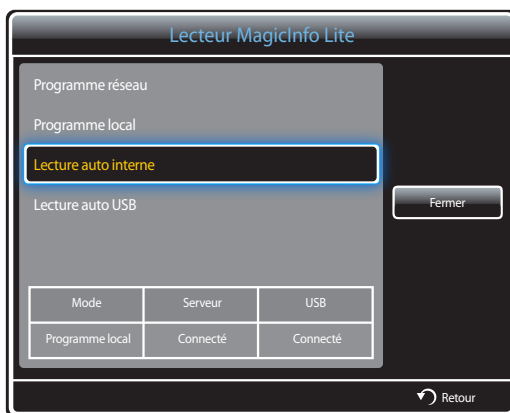 Lecteur MagicInfo Lite
Programme réseau
Programme local
Lecture auto interne
Lecture auto USB
Fermer
Mode Serveur USB
Programme local Connecté Connecté
Retour